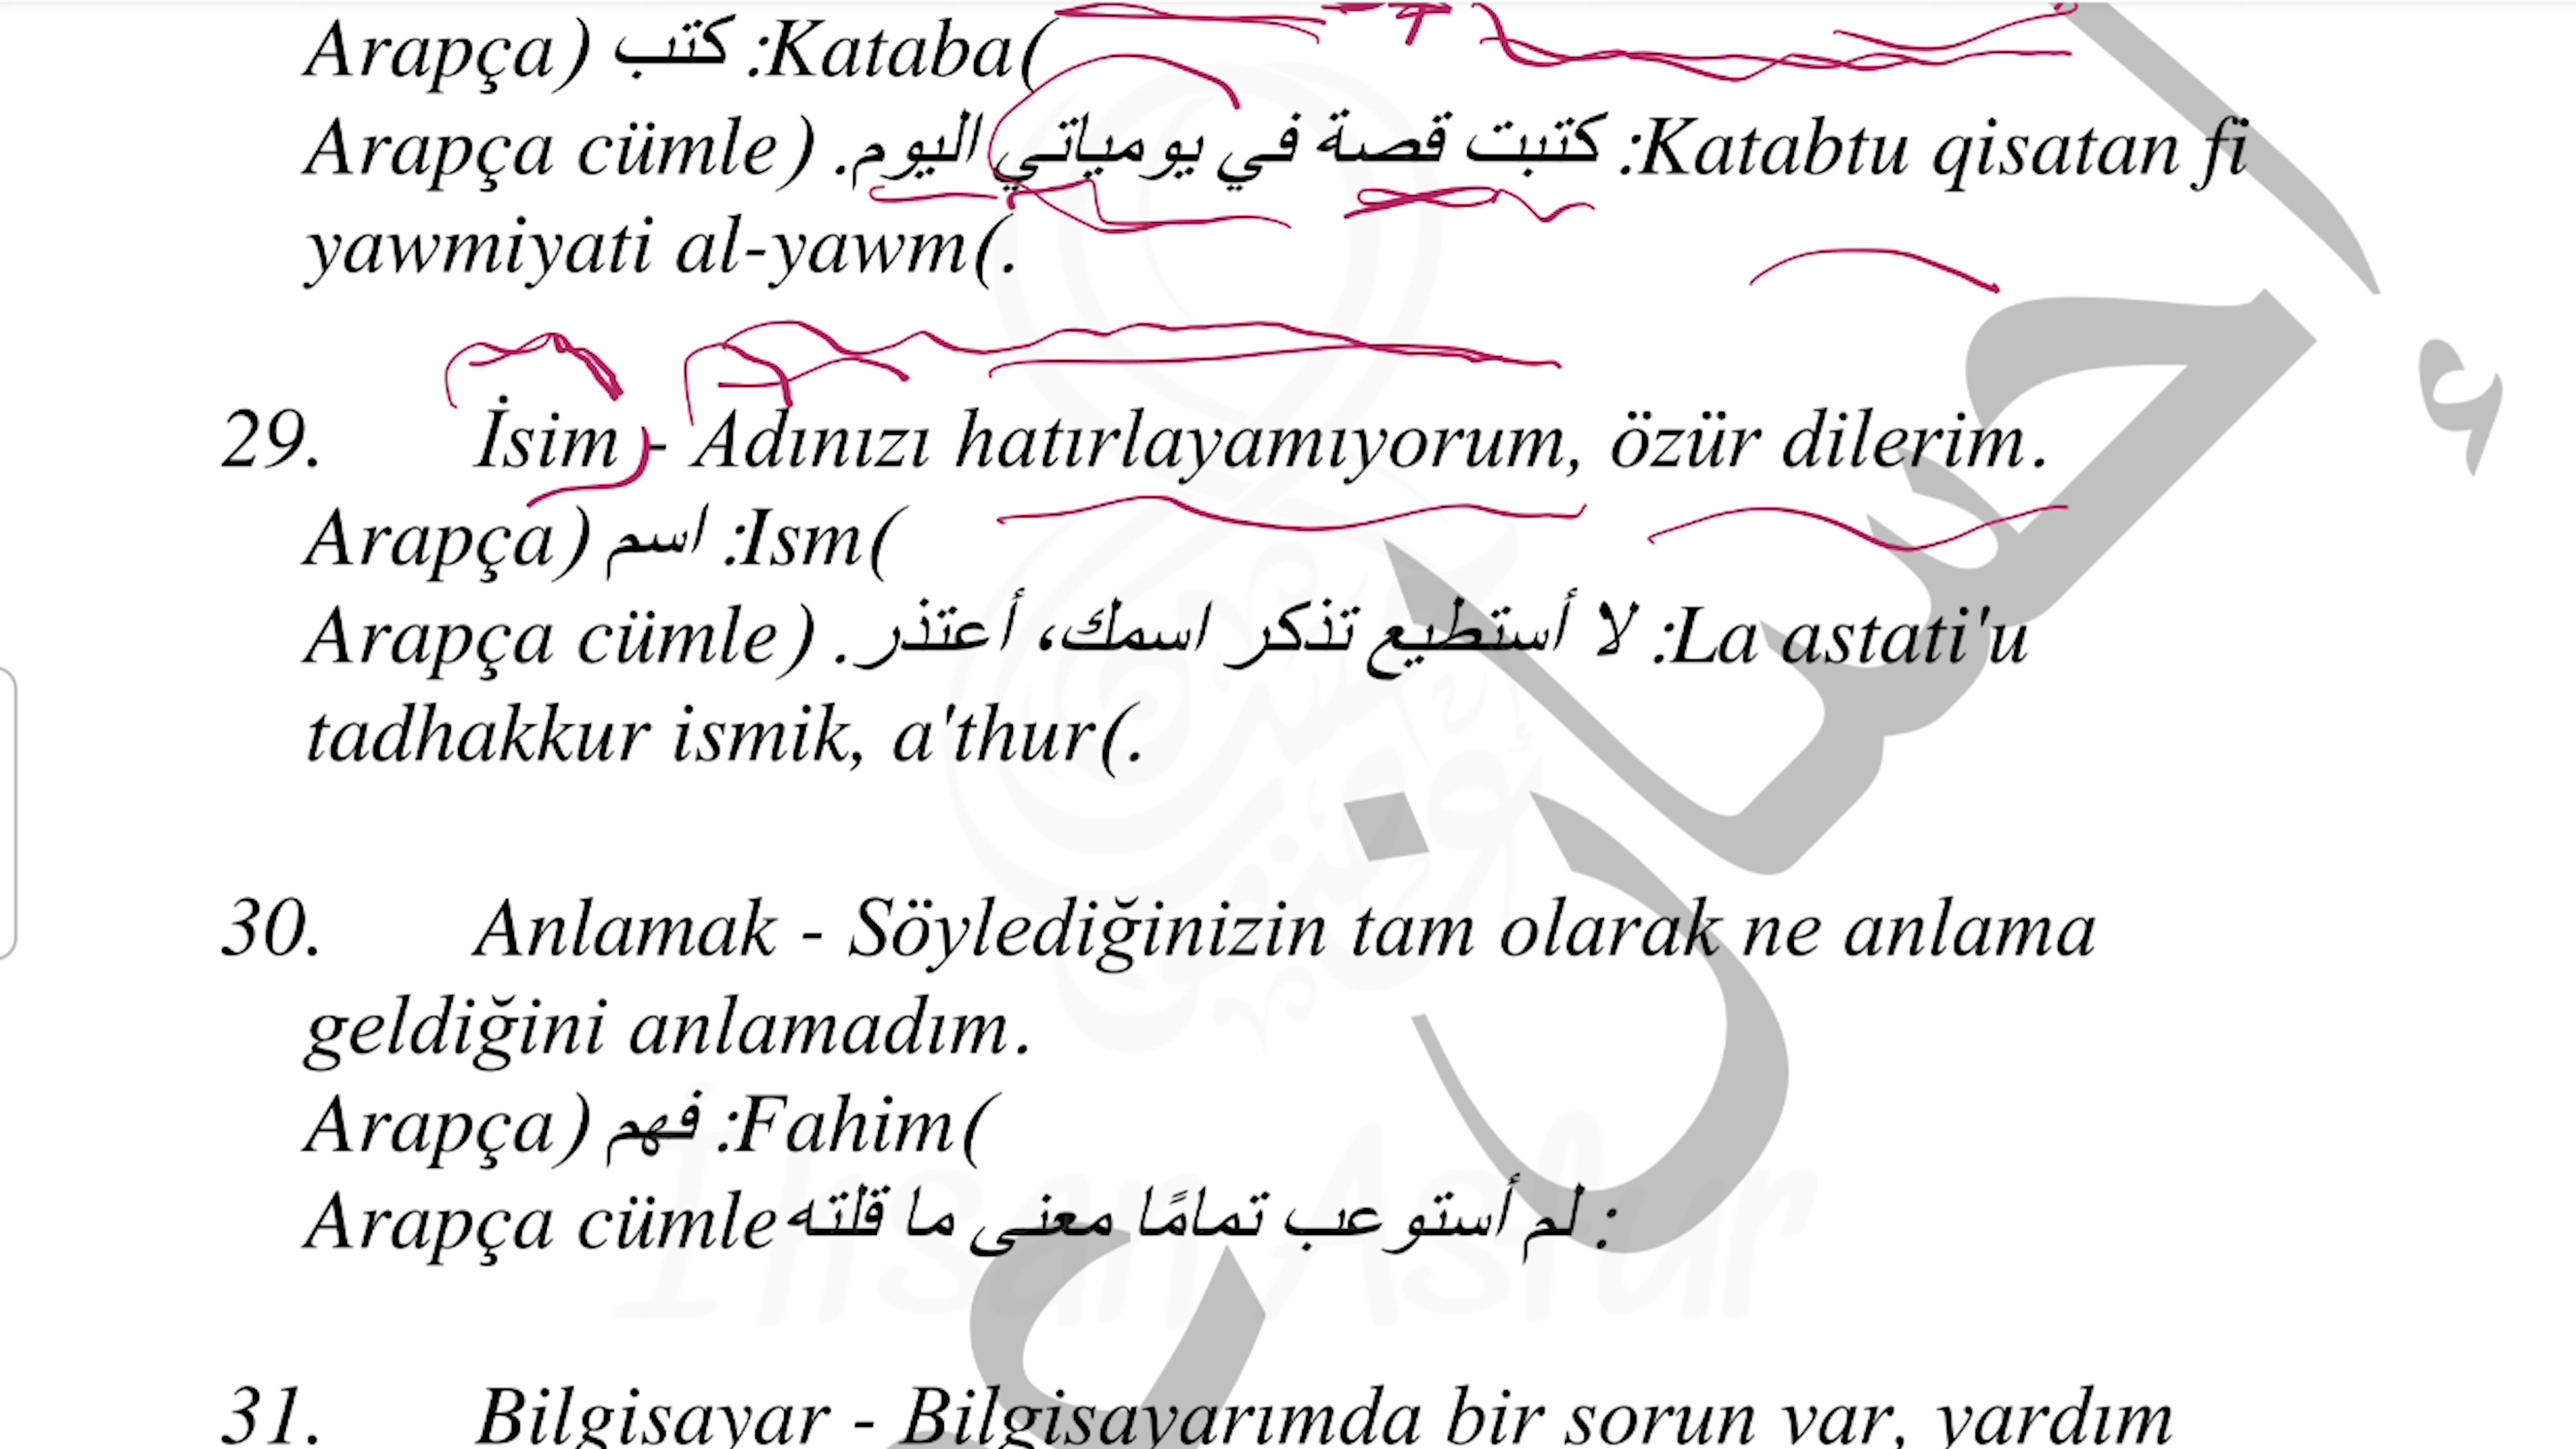 Arapça) كتب :Kataba(
Arapça cümle) .كتبت قصة في يومياتي اليوم :Katabtu qisatan fi
yawmiyati al-yawm(.
29. İsim - Adınızı hatırlayamıyorum, özür dilerim.
Arapça) اسم :Ism(
Arapça cümle) .لا أستطيع تذكر اسمك، أعتذر :La astati'u
tadhakkur ismik, a'thur(.
30. Anlamak - Söylediğinizin tam olarak ne anlama
geldiğini anlamadım.
Arapça) فهم :Fahim(
Arapça cümle لم أستوعب تمامًا معنى ما قلته :
31. Bilgisayar - Bilgisayarımda bir sorun var, yardım
Ihsan Astur